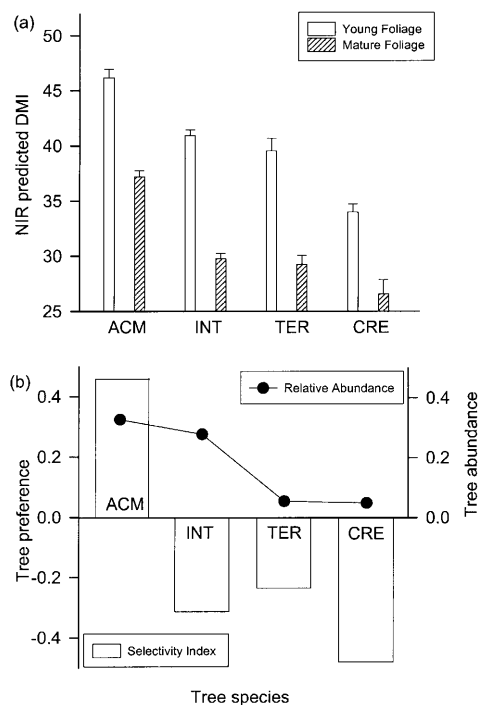 (a)
Young Foliage
Mature Foliage
NIR predicted DMI
50
45
40
35
30
25
ACM INT TER CRE
(b)
Relative Abundance
Tree preference
0.4
0.2
0.0
-0.2
-0.4
Tree abundance
0.4
0.2
0.0
ACM
INT
TER
CRE
Selectivity Index
Tree species